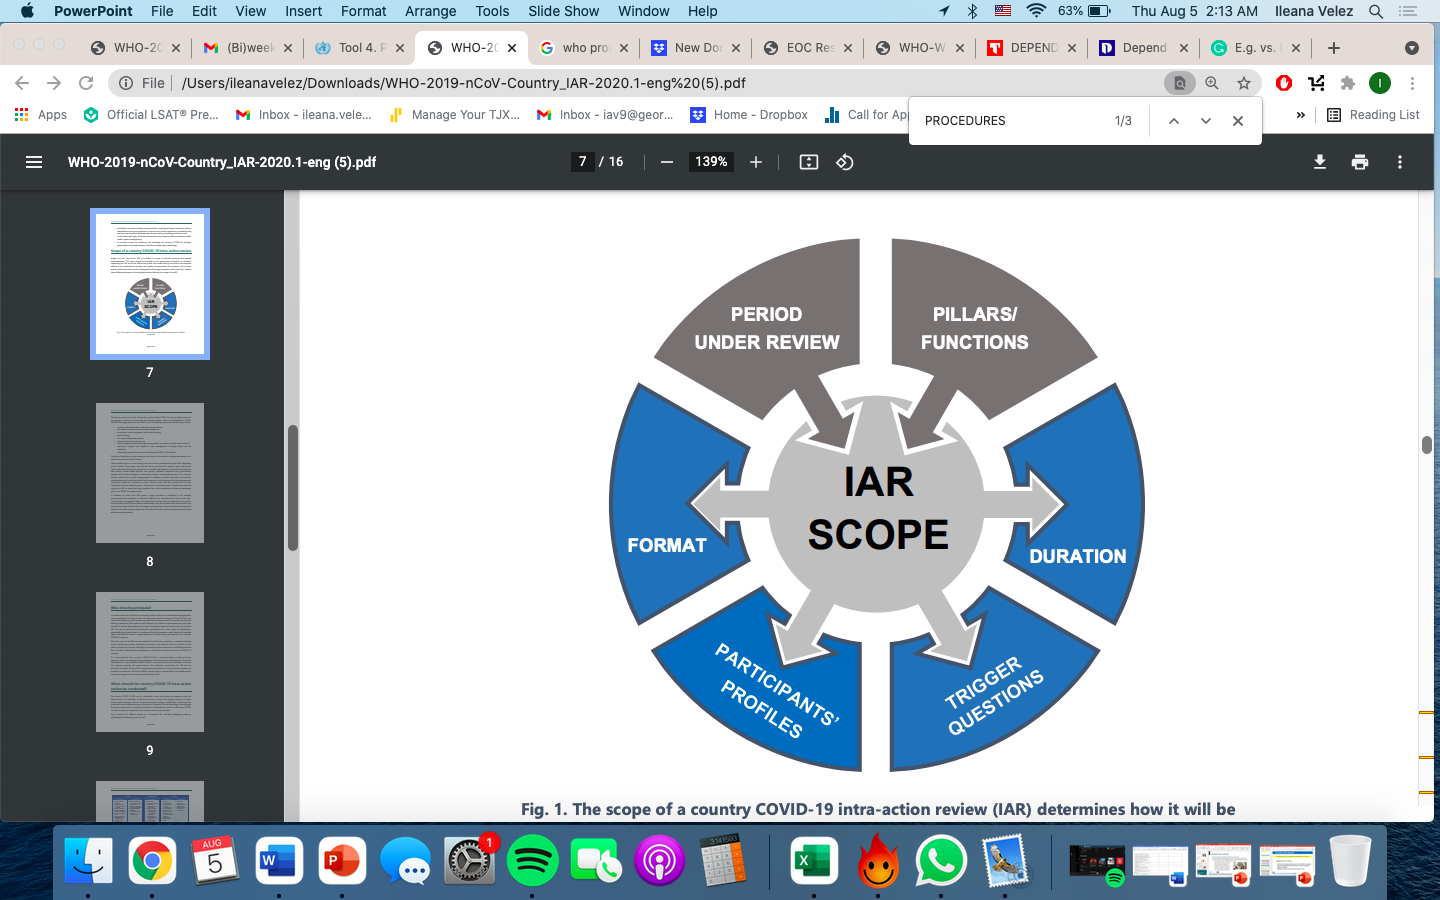 PowerPoint File Edit View Insert Format Arrange Tools Slide Show Window Help 63% Thu Aug 5 2:13 AM Ileana Velez
WHO-20 (Bi)week Tool 4. P WHO-20 who pro New Doc EOC Res WHO-W DEPEND Depend E.g. vs.
File /Users/ileanavelez/Downloads/WHO-2019-nCoV-Country_IAR-2020.1-eng%20(5).pdf
Apps Official LSAT® Pre... Inbox - ileana.vele... Manage Your TJX... Inbox - iav9@geor... Home - Dropbox Call for Ap » Reading List
PROCEDURES 1/3
WHO-2019-nCoV-Country_IAR-2020.1-eng (5).pdf 7 / 16 139%
PERIOD
UNDER REVIEW
PILLARS/
FUNCTIONS
IAR
SCOPE
FORMAT
DURATION
PARTICIPANTS'
PROFILES
TRIGGER
QUESTIONS
Fig. 1. The scope of a country COVID-19 intra-action review (IAR) determines how it will be
IAR
SCOPE
7
8
9
AUG
5
1